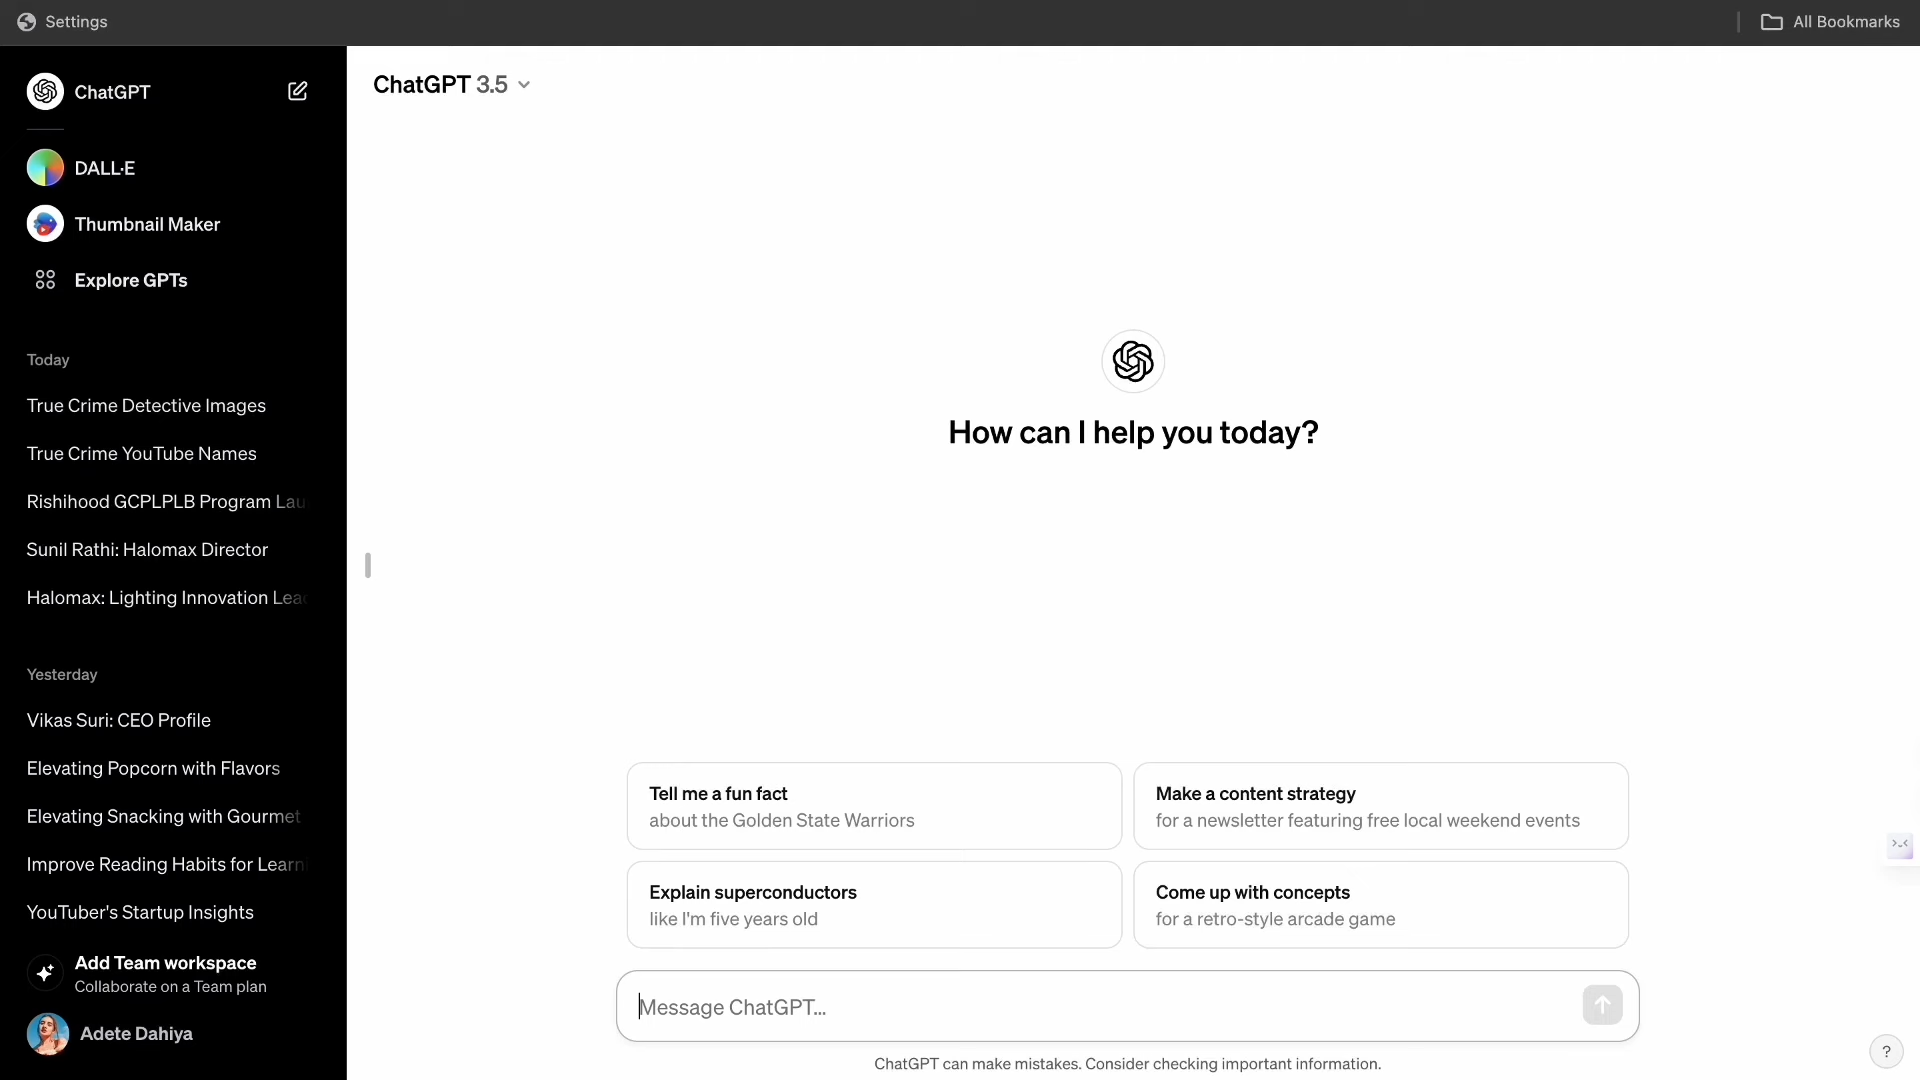 Settings
All Bookmarks
ChatGPT
DALL·E
Thumbnail Maker
Explore GPTs
Today
True Crime Detective Images
True Crime YouTube Names
Rishihood GCPLPLB Program Lau
Sunil Rathi: Halomax Director
Halomax: Lighting Innovation Lea
Yesterday
Vikas Suri: CEO Profile
Elevating Popcorn with Flavors
Elevating Snacking with Gourmet
Improve Reading Habits for Learn
YouTuber's Startup Insights
Add Team workspace
Collaborate on a Team plan
Adete Dahiya
ChatGPT 3.5
How can I help you today?
Tell me a fun fact
about the Golden State Warriors
Make a content strategy
for a newsletter featuring free local weekend events
Explain superconductors
like I'm five years old
Come up with concepts
for a retro-style arcade game
Message ChatGPT...
ChatGPT can make mistakes. Consider checking important information.
?